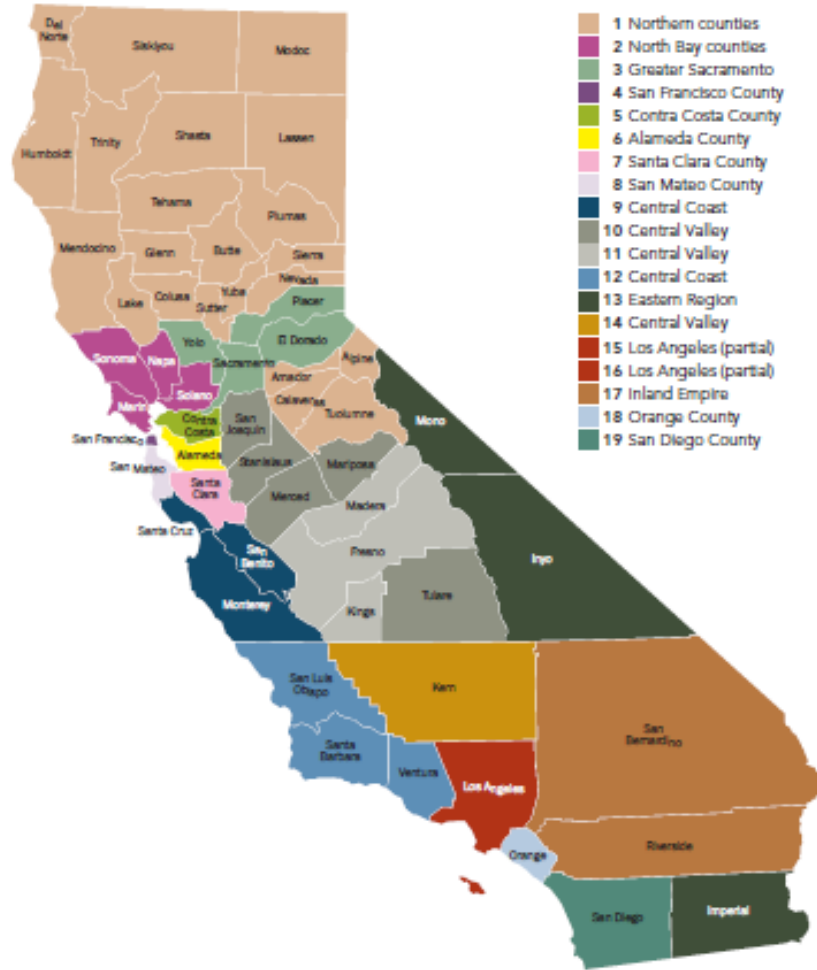 Del
Norte
Siskiyou
Modoc
Humboldt
Trinity
Shasta
Lassen
Tehama
Plumas
Mendocino
Glenn
Butte
Sierra
Nevada
Lake
Colusa
Yuba
Sutter
Placer
Yolo
El Dorado
Sonoma
Napa
Sacramento
Alpine
Solano
Amador
Marin
Calaveras
Tuolumne
Contra
Costa
San
Joaquin
Mono
San Francisco
Alameda
Stanislaus
Mariposa
San Mateo
Santa
Clara
Merced
Madera
Santa Cruz
San
Benito
Fresno
Inyo
Monterey
Kings
Tulare
San Luis
Obispo
Kern
San
Bernardino
Santa
Barbara
Ventura
Los Angeles
Orange
Riverside
San Diego
Imperial
1 Northern counties
2 North Bay counties
3 Greater Sacramento
4 San Francisco County
5 Contra Costa County
6 Alameda County
7 Santa Clara County
8 San Mateo County
9 Central Coast
10 Central Valley
11 Central Valley
12 Central Coast
13 Eastern Region
14 Central Valley
15 Los Angeles (partial)
16 Los Angeles (partial)
17 Inland Empire
18 Orange County
19 San Diego County